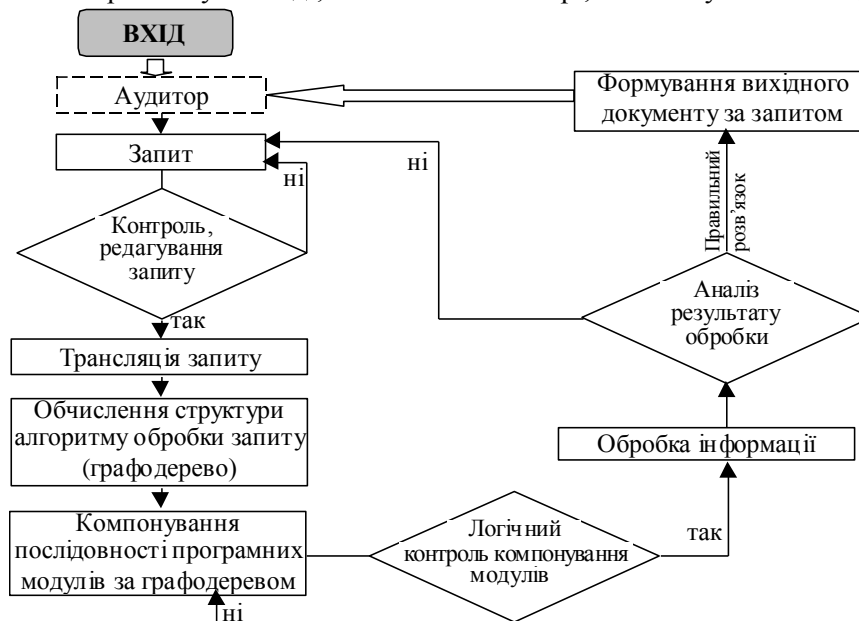 ВХІД
Аудитор
Запит
ні
Контроль,
редагування
запиту
так
Трансляція запиту
Обчислення структури
алгоритму обробки запиту
(графодерево)
Компонування
послідовності програмних
модулів за графодеревом
ні
Логічний
контроль компонування
модулів
так
Обробка інформації
Аналіз
результату
обробки
ні
Правильний
розв’язок
Формування вихідного
документу за запитом